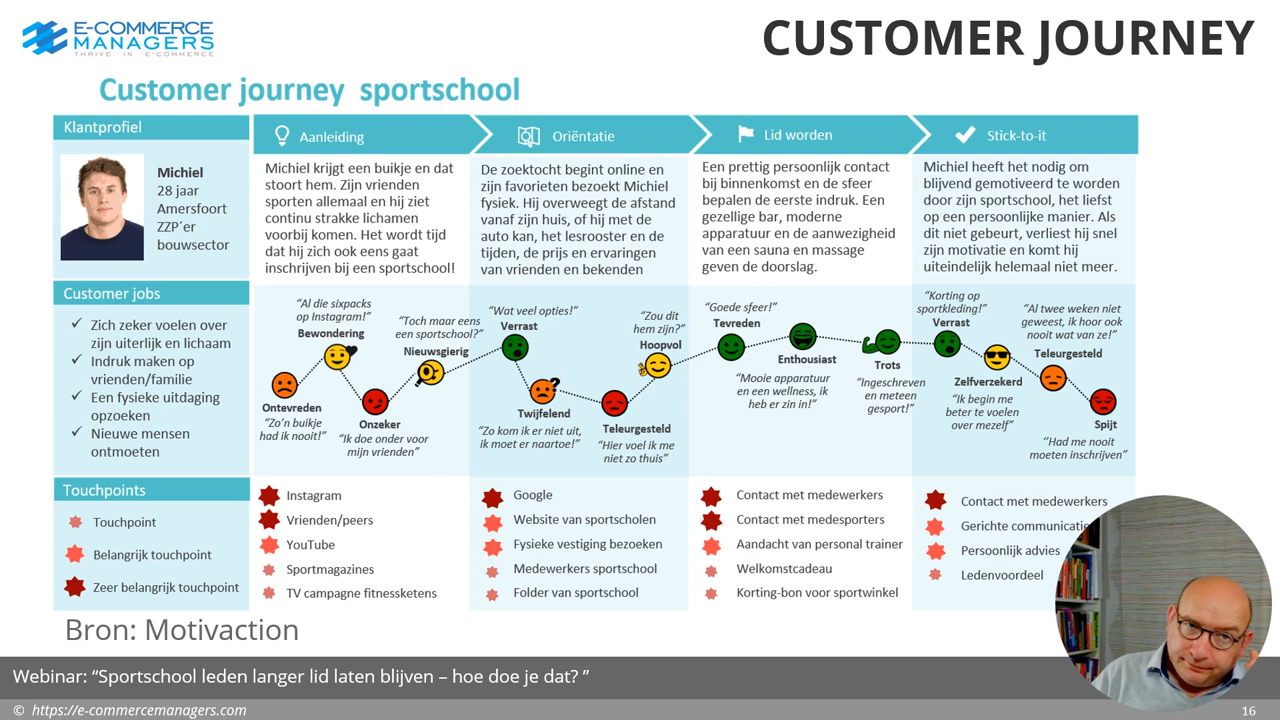 E-COMMERCE
MANAGERS
THRIVE IN E-COMMERCE
CUSTOMER JOURNEY
Customer journey sportschool
Klantprofiel
Michiel
28 jaar
Amersfoort
ZZP´er
bouwsector
Customer jobs
Zich zeker voelen over
zijn uiterlijk en lichaam
Indruk maken op
vrienden/familie
Een fysieke uitdaging
opzoeken
Nieuwe mensen
ontmoeten
Touchpoints
Touchpoint
Belangrijk touchpoint
Zeer belangrijk touchpoint
Aanleiding
Michiel krijgt een buikje en dat
stoort hem. Zijn vrienden
sporten allemaal en hij ziet
continu strakke lichamen
voorbij komen. Het wordt tijd
dat hij zich ook eens gaat
inschrijven bij een sportschool!
“Al die sixpacks
op Instagram!”
Bewondering
“Toch maar eens
een sportschool?”
Nieuwsgierig
Ontevreden
“Zo’n buikje
had ik nooit!”
Onzeker
“Ik doe onder voor
mijn vrienden”
Instagram
Vrienden/peers
YouTube
Sportmagazines
TV campagne fitnessketens
Oriëntatie
De zoektocht begint online en
zijn favorieten bezoekt Michiel
fysiek. Hij overweegt de afstand
vanaf zijn huis, of hij met de
auto kan, het lesrooster en de
tijden, de prijs en ervaringen
van vrienden en bekenden
“Wat veel opties!”
Verrast
“Zou dit
hem zijn?”
Hoopvol
Twijfelend
“Zo kom ik er niet uit,
ik moet er naartoe!”
Teleurgesteld
“Hier voel ik me
niet zo thuis”
Google
Website van sportscholen
Fysieke vestiging bezoeken
Medewerkers sportschool
Folder van sportschool
Lid worden
Een prettig persoonlijk contact
bij binnenkomst en de sfeer
bepalen de eerste indruk. Een
gezellige bar, moderne
apparatuur en de aanwezigheid
van een sauna en massage
geven de doorslag.
“Goede sfeer!”
Tevreden
Enthousiast
“Mooie apparatuur
en een wellness, ik
heb er zin in!”
Trots
“Ingeschreven
en meteen
gesport!”
Contact met medewerkers
Contact met medesporters
Aandacht van personal trainer
Welkomstcadeau
Korting-bon voor sportwinkel
Stick-to-it
Michiel heeft het nodig om
blijvend gemotiveerd te worden
door zijn sportschool, het liefst
op een persoonlijke manier. Als
dit niet gebeurt, verliest hij snel
zijn motivatie en komt hij
uiteindelijk helemaal niet meer.
“Korting op
sportkleding!”
Verrast
“Al twee weken niet
geweest, ik hoor ook
nooit wat van ze!”
Teleurgesteld
Zelfverzekerd
“Ik begin me
beter te voelen
over mezelf”
Spijt
“Had me nooit
moeten inschrijven”
Contact met medewerkers
Gerichte communicatie
Persoonlijk advies
Ledenvoordeel
Bron: Motivaction
Webinar: “Sportschool leden langer lid laten blijven – hoe doe je dat? ”
© https://e-commercemanagers.com
16